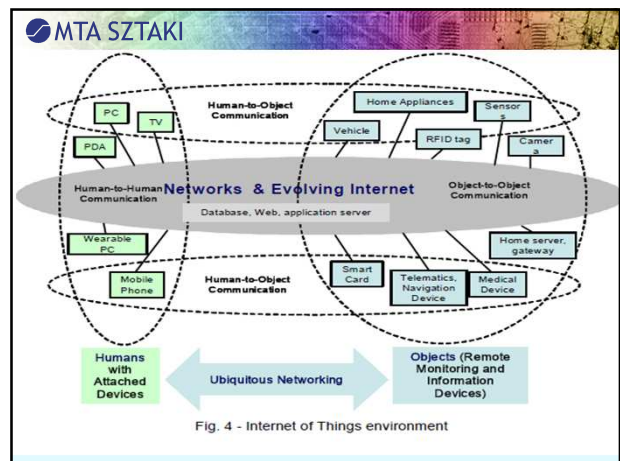 MTA SZTAKI
Human-to-Object
Communication
PC
TV
PDA
Home Appliances
Sensor
s
Vehicle
RFID tag
Camer
a
Human-to-Human
Communication
Networks & Evolving Internet
Object-to-Object
Communication
Database, Web, application server
Wearable
PC
Mobile
Phone
Human-to-Object
Communication
Smart
Card
Telematics,
Navigation
Device
Medical
Device
Home server,
gateway
Humans
with
Attached
Devices
Ubiquitous Networking
Objects (Remote
Monitoring and
Information
Devices)
Fig. 4 - Internet of Things environment